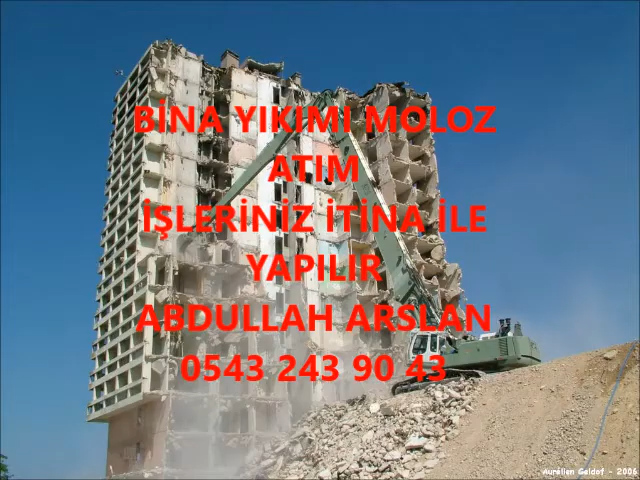 BİNA YIKIMI MOLOZ
ATIM
İŞLERİNİZ İTİNA İLE
YAPILIR
ABDULLAH ARSLAN
0543 243 90 43
Aurélien Geldof - 2006